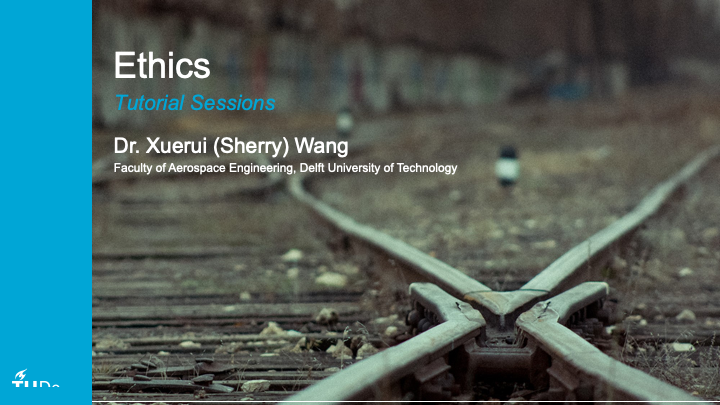 Ethics
Tutorial Sessions
Dr. Xuerui (Sherry) Wang
Faculty of Aerospace Engineering, Delft University of Technology